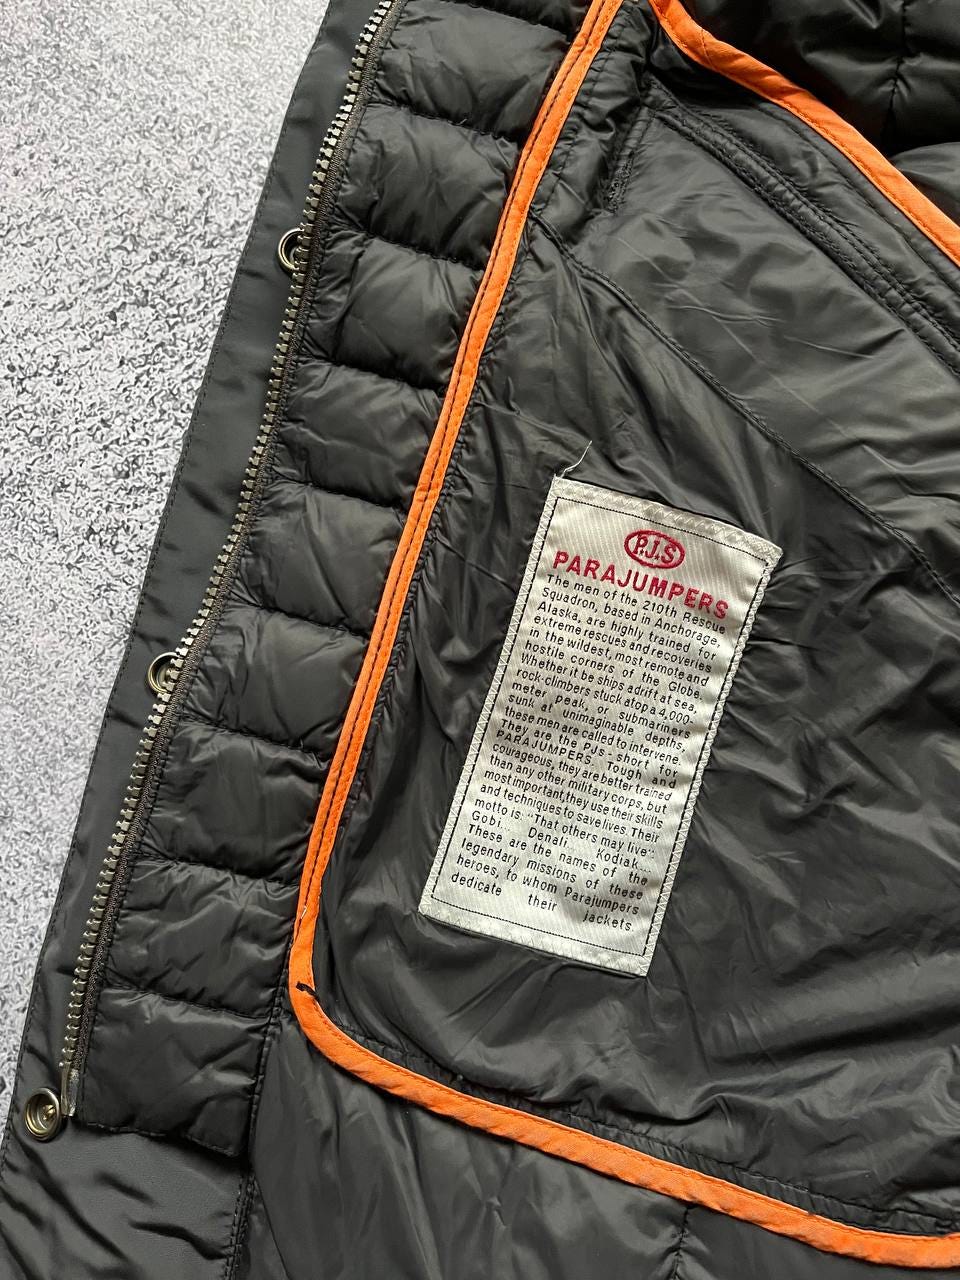 P.J.S
PARAJUMPERS
The men of the 210th Rescue
Squadron, based in Anchorage,
Alaska, are highly trained for
extreme rescues and recoveries
in the wildest, most remote and
hostile corners of the Globe.
Whether it be ships adrift at sea,
rock-climbers stuck atop a 4,000-
meter peak, or submariners
sunk at unimaginable depths,
these men are called to intervene.
They are the PJs - short for
PARAJUMPERS. Tough and
courageous, they are better trained
than any other military corps, but
most important,they use their skills
and techniques to save lives. Their
motto is: "That others may live".
Gobi... Denali... Kodiak...
These are the names of the
legendary missions of these
heroes, to whom Parajumpers
dedicate their jackets